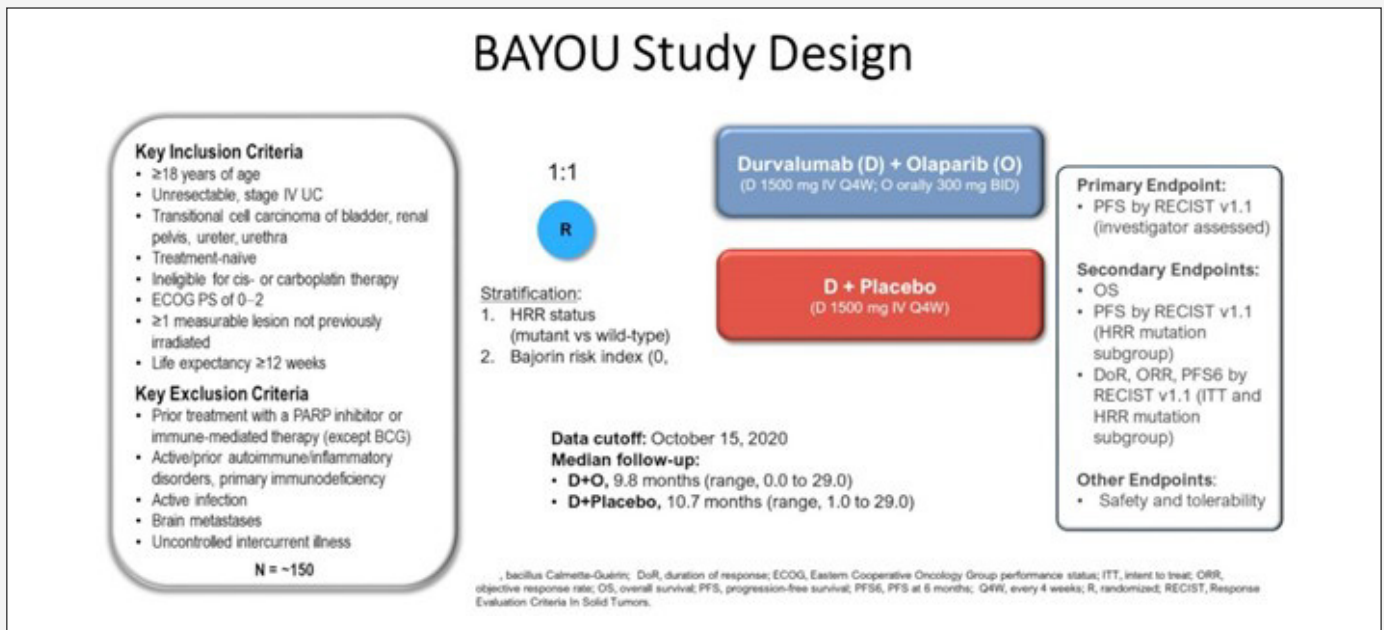 BAYOU Study Design
Key Inclusion Criteria
• ≥18 years of age
• Unresectable, stage IV UC
• Transitional cell carcinoma of bladder, renal
pelvis, ureter, urethra
• Treatment-naive
• Ineligible for cis- or carboplatin therapy
• ECOG PS of 0–2
• ≥1 measurable lesion not previously
irradiated
• Life expectancy ≥12 weeks
Key Exclusion Criteria
• Prior treatment with a PARP inhibitor or
immune-mediated therapy (except BCG)
• Active/prior autoimmune/inflammatory
disorders, primary immunodeficiency
• Active infection
• Brain metastases
• Uncontrolled intercurrent illness
N = ~150
1:1
R
Stratification:
1. HRR status
(mutant vs wild-type)
2. Bajorin risk index (0,
Durvalumab (D) + Olaparib (O)
(D 1500 mg IV Q4W; O orally 300 mg BID)
D + Placebo
(D 1500 mg IV Q4W)
Data cutoff: October 15, 2020
Median follow-up:
• D+O, 9.8 months (range, 0.0 to 29.0)
• D+Placebo, 10.7 months (range, 1.0 to 29.0)
Primary Endpoint:
• PFS by RECIST v1.1
(investigator assessed)
Secondary Endpoints:
• OS
• PFS by RECIST v1.1
(HRR mutation
subgroup)
• DoR, ORR, PFS6 by
RECIST v1.1 (ITT and
HRR mutation
subgroup)
Other Endpoints:
• Safety and tolerability
, bacillus Calmette-Guérin; DoR, duration of response; ECOG, Eastern Cooperative Oncology Group performance status; ITT, intent to treat; ORR,
objective response rate; OS, overall survival; PFS, progression-free survival; PFS6, PFS at 6 months; Q4W, every 4 weeks; R, randomized; RECIST, Response
Evaluation Criteria In Solid Tumors.